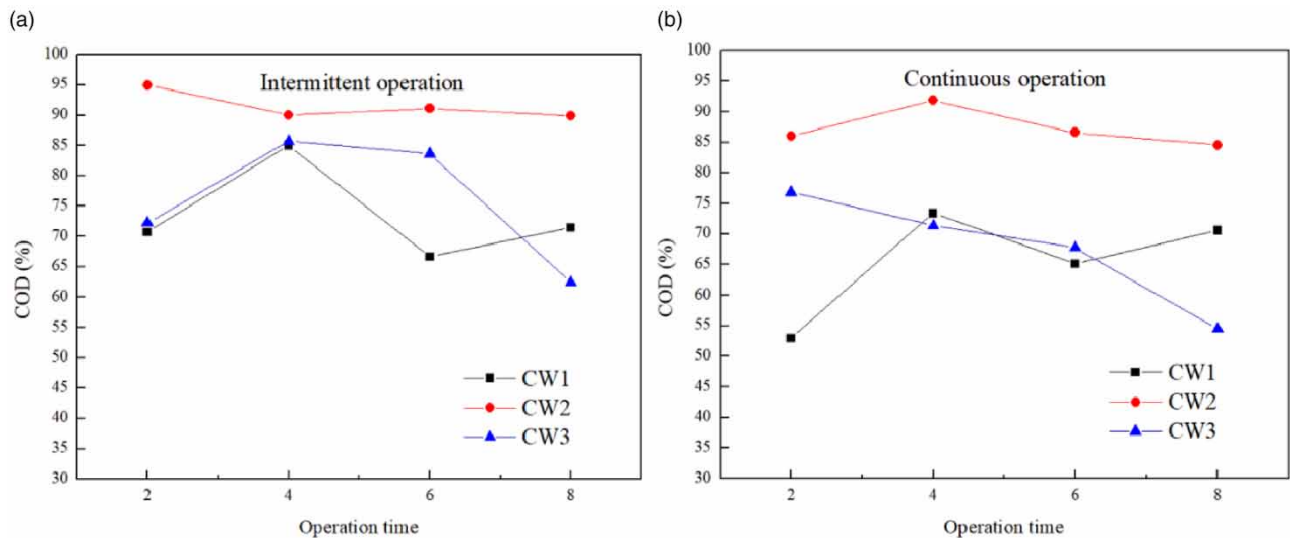 (a)
Intermittent operation
COD (%)
100
95
90
85
80
75
70
65
60
55
50
45
40
35
30
2
4
6
8
Operation time
CW1
CW2
CW3
(b)
Continuous operation
COD (%)
100
95
90
85
80
75
70
65
60
55
50
45
40
35
30
2
4
6
8
Operation time
CW1
CW2
CW3